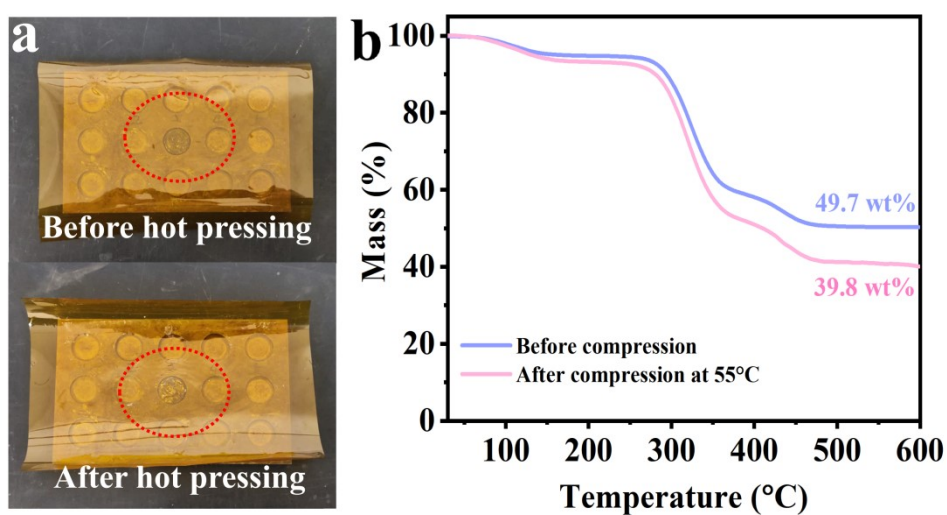 a
Before hot pressing
After hot pressing
b
Mass (%)
100
80
60
40
20
0
49.7 wt%
39.8 wt%
Before compression
After compression at 55°C
100
200
300
400
500
600
Temperature (°C)